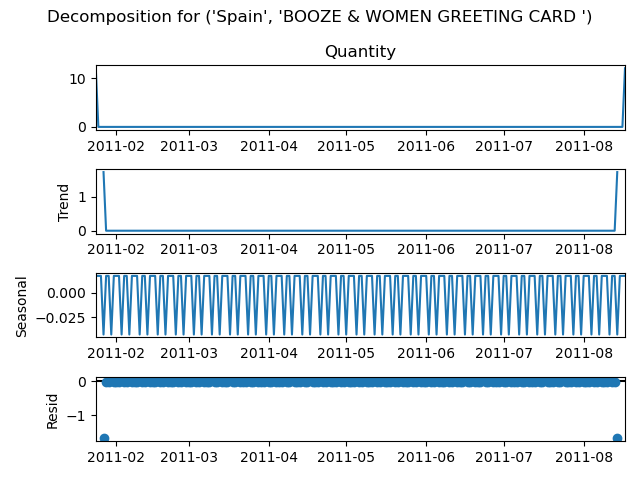 Decomposition for ('Spain', 'BOOZE & WOMEN GREETING CARD ')
Quantity
10
0
2011-02 2011-03 2011-04 2011-05 2011-06 2011-07 2011-08
Trend
1
0
2011-02 2011-03 2011-04 2011-05 2011-06 2011-07 2011-08
Seasonal
0.000
−0.025
2011-02 2011-03 2011-04 2011-05 2011-06 2011-07 2011-08
Resid
0
−1
2011-02 2011-03 2011-04 2011-05 2011-06 2011-07 2011-08